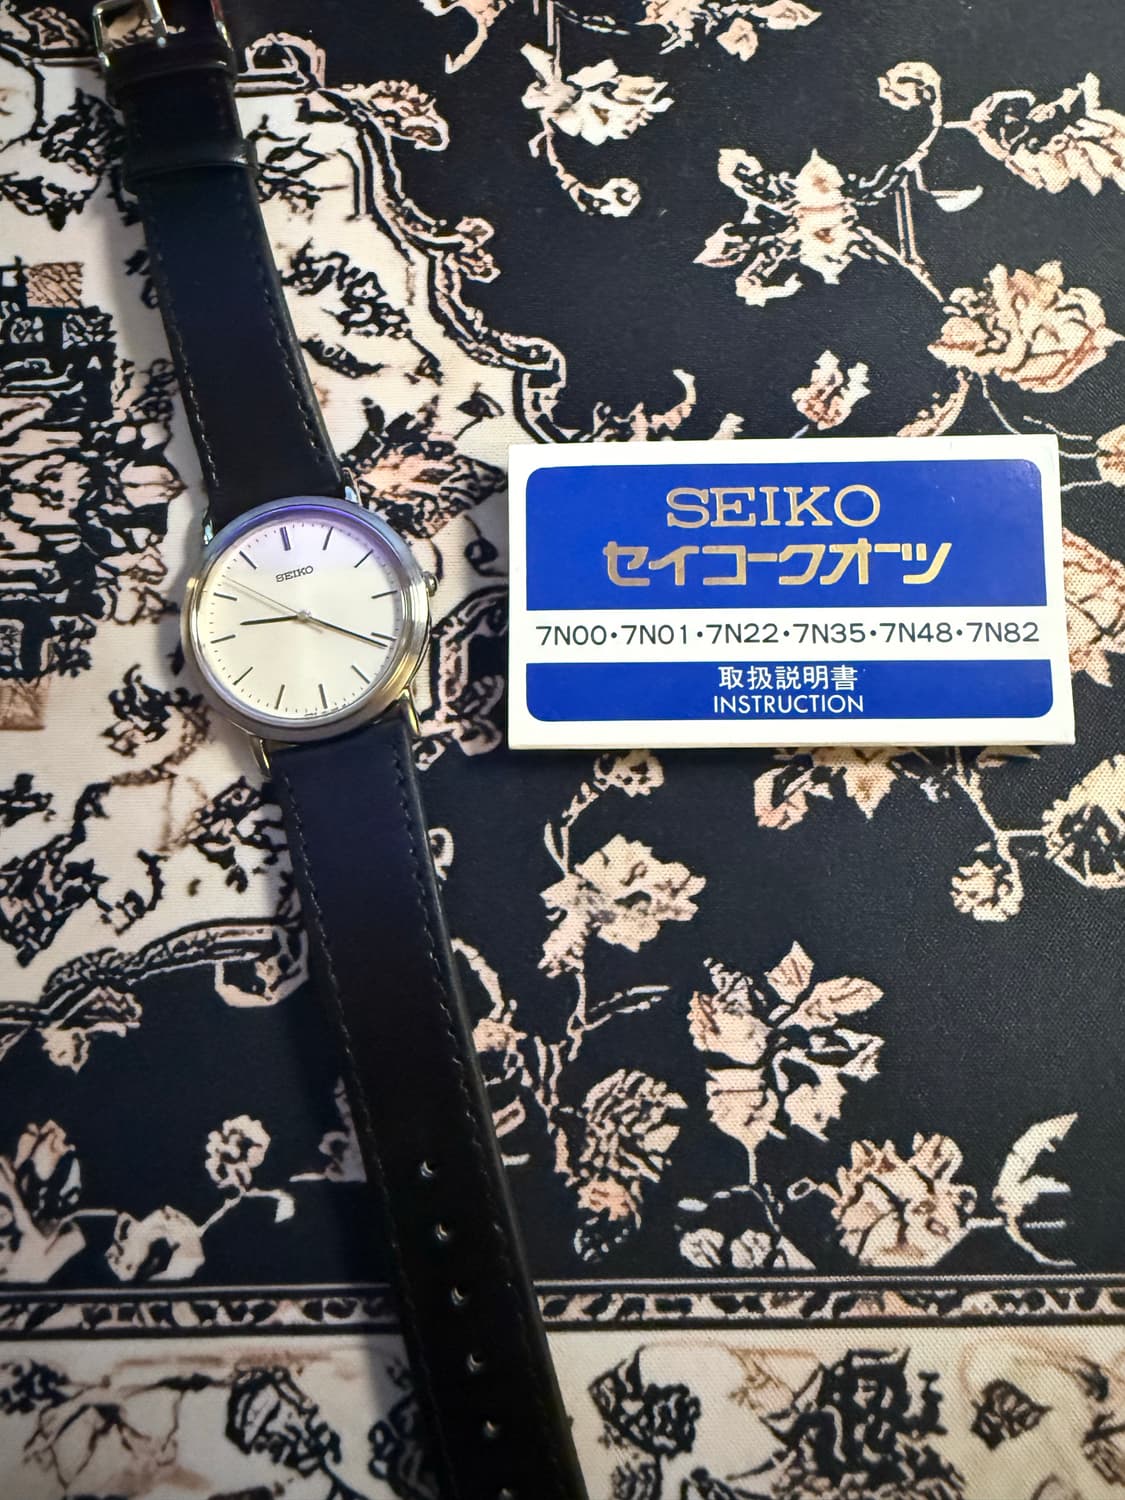 SEIKO
SEIKO
セイコークオーツ
7N00•7N01•7N22•7N35•7N48•7N82
取扱説明書
INSTRUCTION